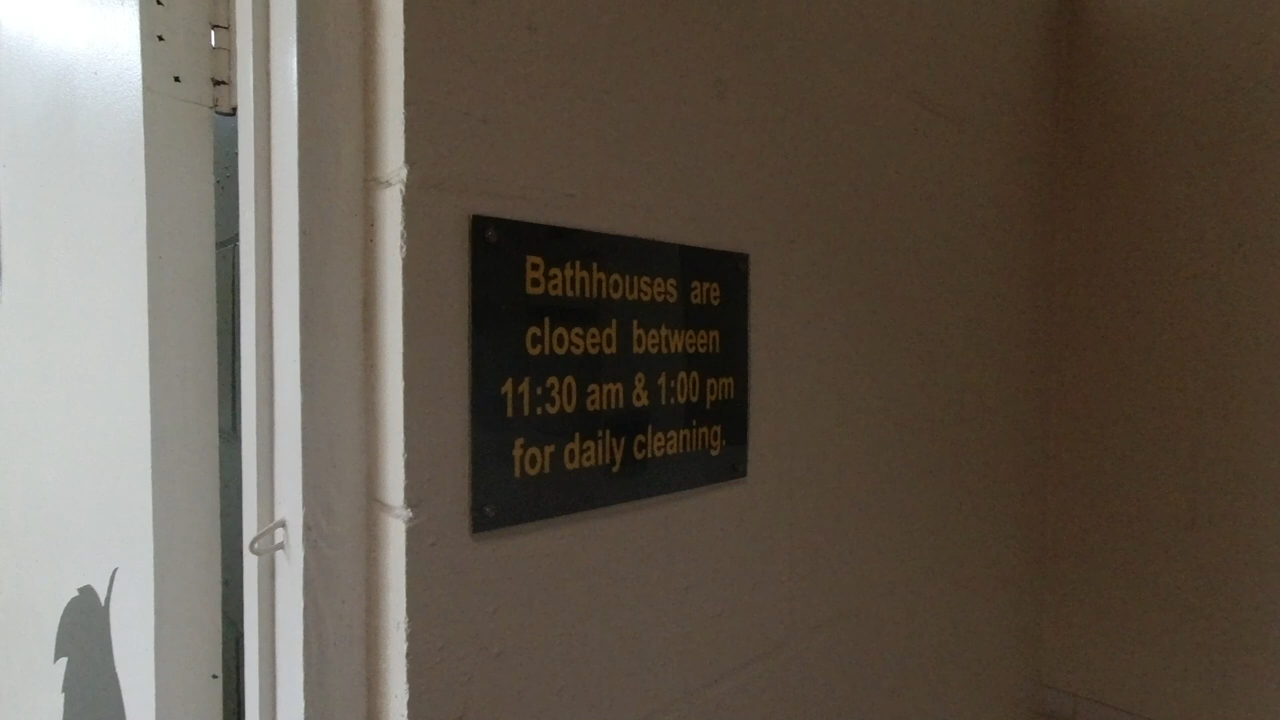 Bathhouses are
closed between
11:30 am & 1:00 pm
for daily cleaning.